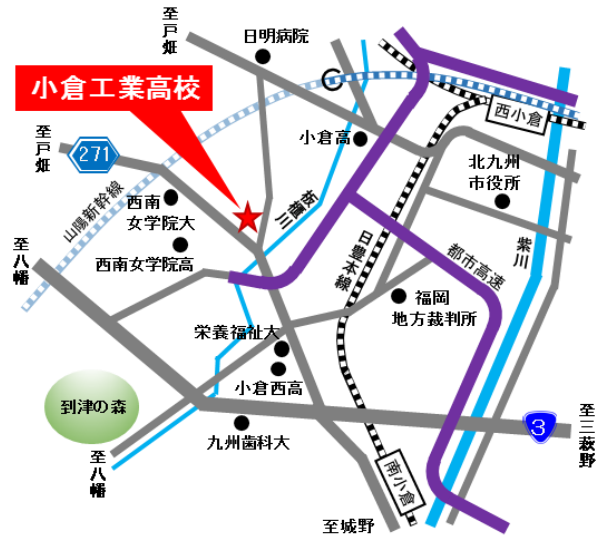 至戸畑
日明病院
小倉工業高校
至戸畑
271
西小倉
小倉高
北九州
市役所
山陽新幹線
西南
女学院大
板櫃川
紫川
西南女学院高
日豊本線
都市高速
至八幡
福岡
地方裁判所
栄養福祉大
小倉西高
到津の森
九州歯科大
3
至三萩野
至八幡
南小倉
至城野